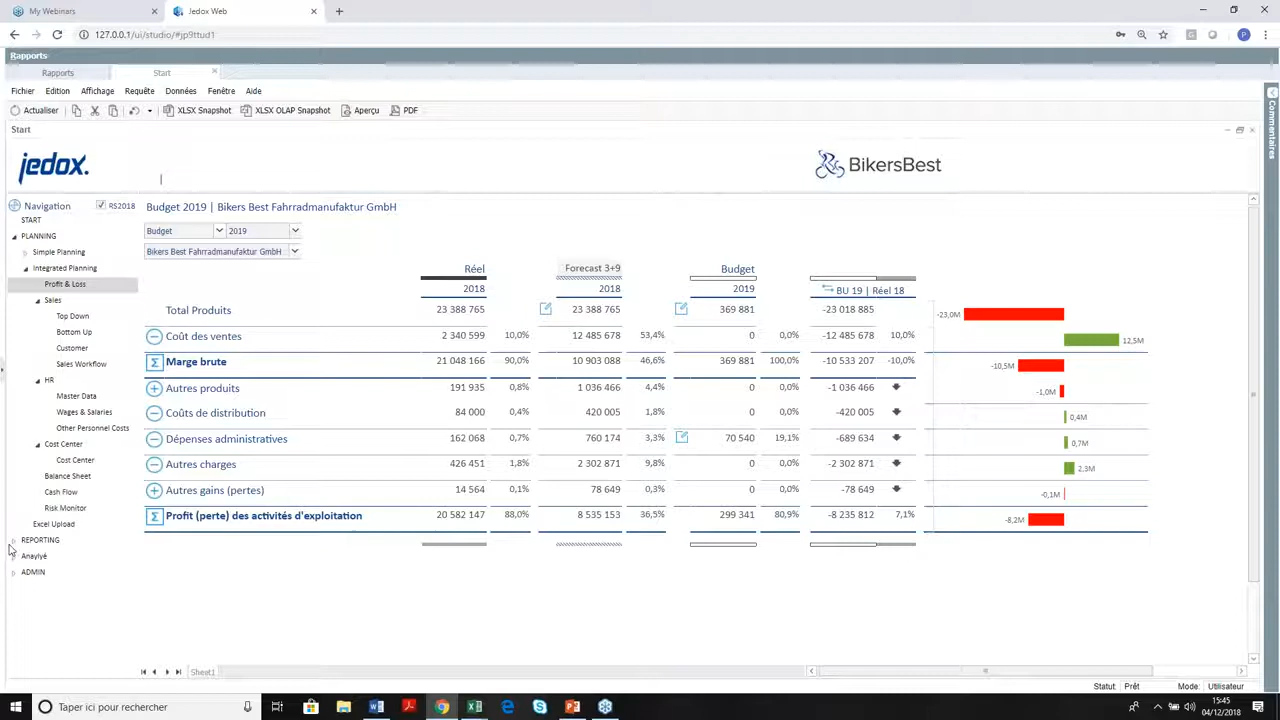 My Webinars
Jedox Web
127.0.0.1/ui/studio/#jp9ttud1
P
Rapports
Rapports
Start
Fichier Edition Affichage Requête Données Fenêtre Aide
Actualiser XLSX Snapshot XLSX OLAP Snapshot Aperçu PDF
Commentaires
Start
jedox.
BikersBest
Navigation
RS2018
START
PLANNING
Simple Planning
Integrated Planning
Profit & Loss
Sales
Top Down
Bottom Up
Customer
Sales Workflow
HR
Master Data
Wages & Salaries
Other Personnel Costs
Cost Center
Cost Center
Balance Sheet
Cash Flow
Risk Monitor
Excel Upload
REPORTING
Anaylyé
ADMIN
Budget 2019 | Bikers Best Fahrradmanufaktur GmbH
Budget 2019
Bikers Best Fahrradmanufaktur GmbH
Réel Forecast 3+9 Budget
2018 2018 2019 BU 19 | Réel 18
Total Produits 23 388 765 23 388 765 369 881 -23 018 885 -23,0M
Coût des ventes 2 340 599 10,0% 12 485 678 53,4% 0 0,0% -12 485 678 10,0% 12,5M
Marge brute 21 048 166 90,0% 10 903 088 46,6% 369 881 100,0% -10 533 207 -10,0% -10,5M
Autres produits 191 935 0,8% 1 036 466 4,4% 0 0,0% -1 036 466 -1,0M
Coûts de distribution 84 000 0,4% 420 005 1,8% 0 0,0% -420 005 0,4M
Dépenses administratives 162 068 0,7% 760 174 3,3% 70 540 19,1% -689 634 0,7M
Autres charges 426 451 1,8% 2 302 871 9,8% 0 0,0% -2 302 871 2,3M
Autres gains (pertes) 14 564 0,1% 78 649 0,3% 0 0,0% -78 649 -0,1M
Profit (perte) des activités d'exploitation 20 582 147 88,0% 8 535 153 36,5% 299 341 80,9% -8 235 812 7,1% -8,2M
Sheet1
Statut: Prêt Mode: Utilisateur
Taper ici pour rechercher
15:45
04/12/2018